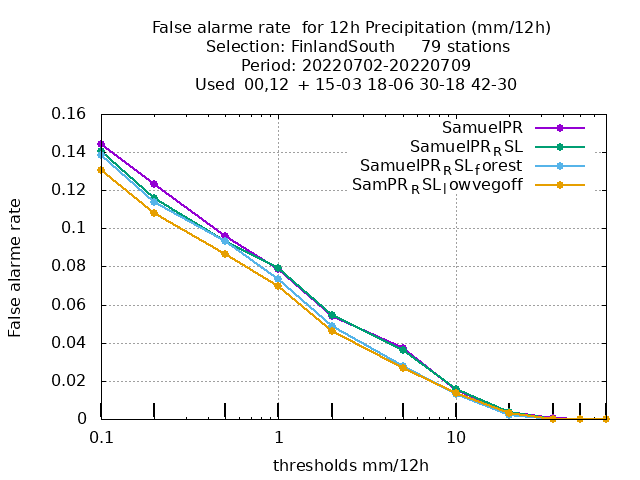 False alarme rate  for 12h Precipitation (mm/12h)
Selection: FinlandSouth     79 stations
Period: 20220702-20220709
Used  00,12  + 15-03 18-06 30-18 42-30
0.16
0.14
0.12
0.1
0.08
0.06
0.04
0.02
0
False alarme rate
SamuelPR
SamuelPR_RSL
SamuelPR_RSL_forest
SamPR_RSL_lowvegoff
0.1 1 10
thresholds mm/12h